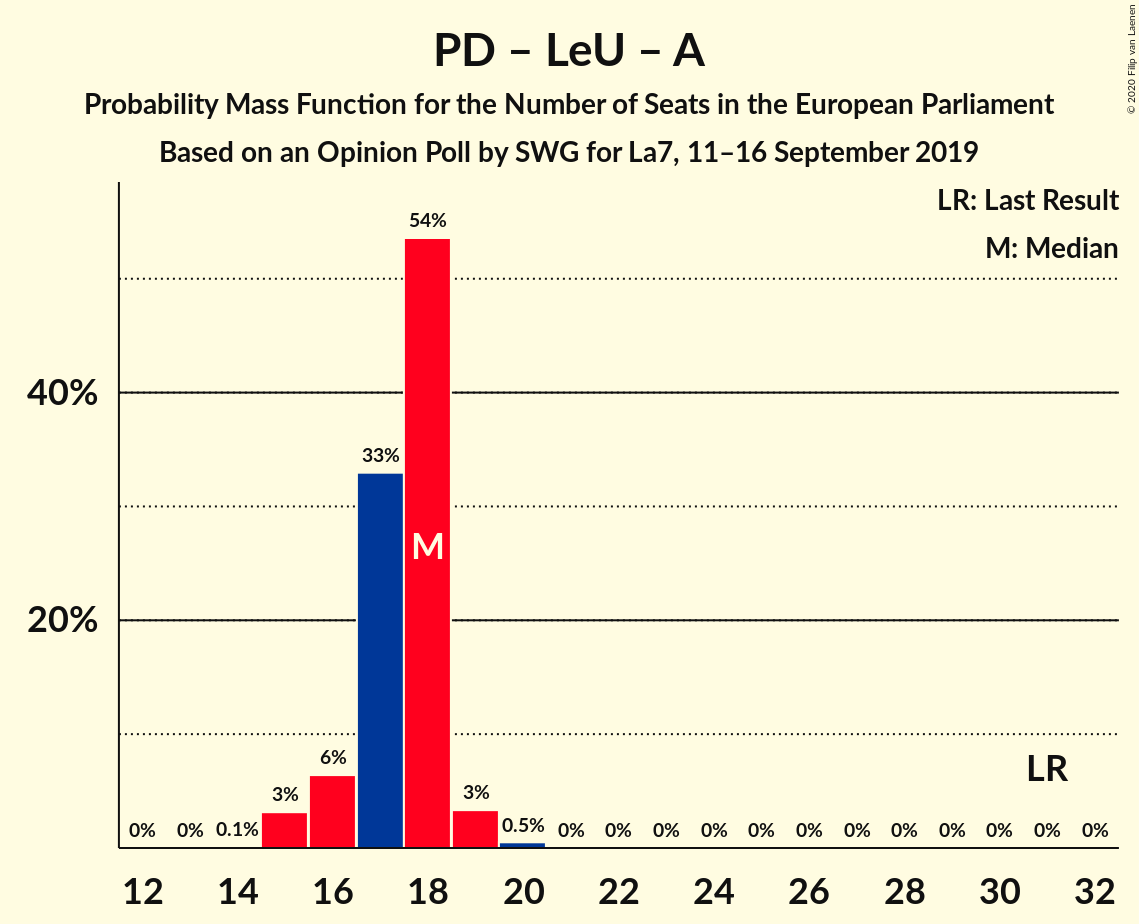 PD – LeU – A
Probability Mass Function for the Number of Seats in the European Parliament
Based on an Opinion Poll by SWG for La7, 11–16 September 2019
© 2020 Filip van Laenen
LR: Last Result
M: Median
54%
40%
33%
M
20%
6%
LR
3%
3%
0% 0% 0.1% 0.5% 0% 0% 0% 0% 0% 0% 0% 0% 0% 0% 0% 0%
12 14 16 18 20 22 24 26 28 30 32